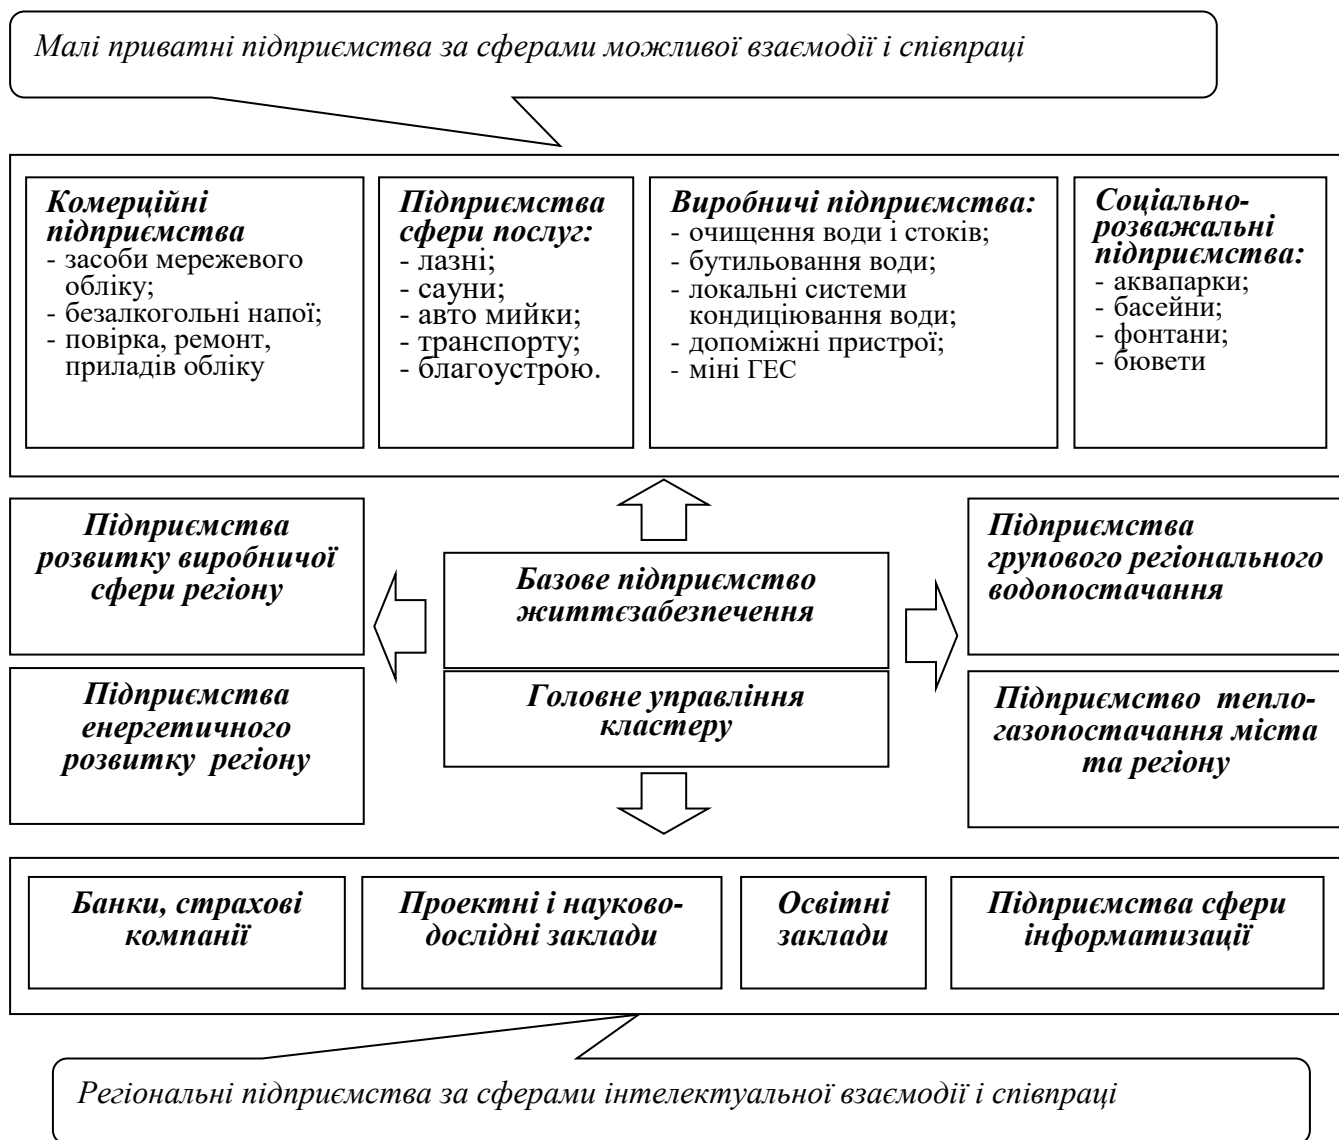 Малі приватні підприємства за сферами можливої взаємодії і співпраці
Комерційні
підприємства
- засоби мережевого
обліку;
- безалкогольні напої;
- повірка, ремонт,
приладів обліку
Підприємства
сфери послуг:
- лазні;
- сауни;
- авто мийки;
- транспорту;
- благоустрою.
Виробничі підприємства:
- очищення води і стоків;
- бутильовання води;
- локальні системи
кондиціювання води;
- допоміжні пристрої;
- міні ГЕС
Соціально-
розважальні
підприємства:
- аквапарки;
- басейни;
- фонтани;
- бювети
Підприємства
розвитку виробничої
сфери регіону
Базове підприємство
життєзабезпечення
Підприємства
групового регіонального
водопостачання
Підприємства
енергетичного
розвитку регіону
Головне управління
кластеру
Підприємство тепло-
газопостачання міста
та регіону
Банки, страхові
компанії
Проектні і науково-
дослідні заклади
Освітні
заклади
Підприємства сфери
інформатизації
Регіональні підприємства за сферами інтелектуальної взаємодії і співпраці